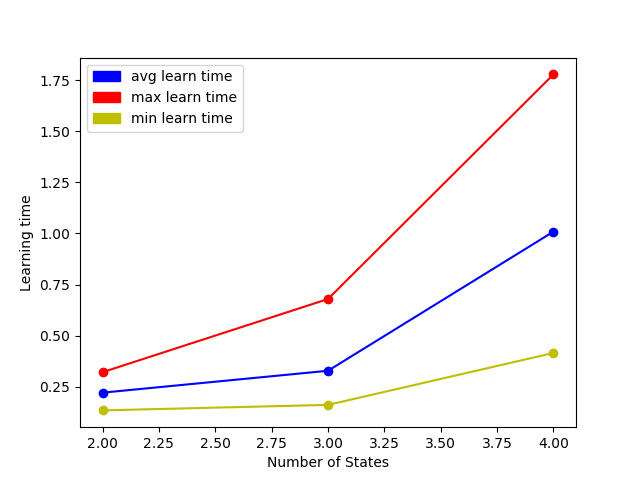 avg learn time
max learn time
min learn time
1.75
1.50
1.25
1.00
0.75
0.50
0.25
Learning time
2.00 2.25 2.50 2.75 3.00 3.25 3.50 3.75 4.00
Number of States